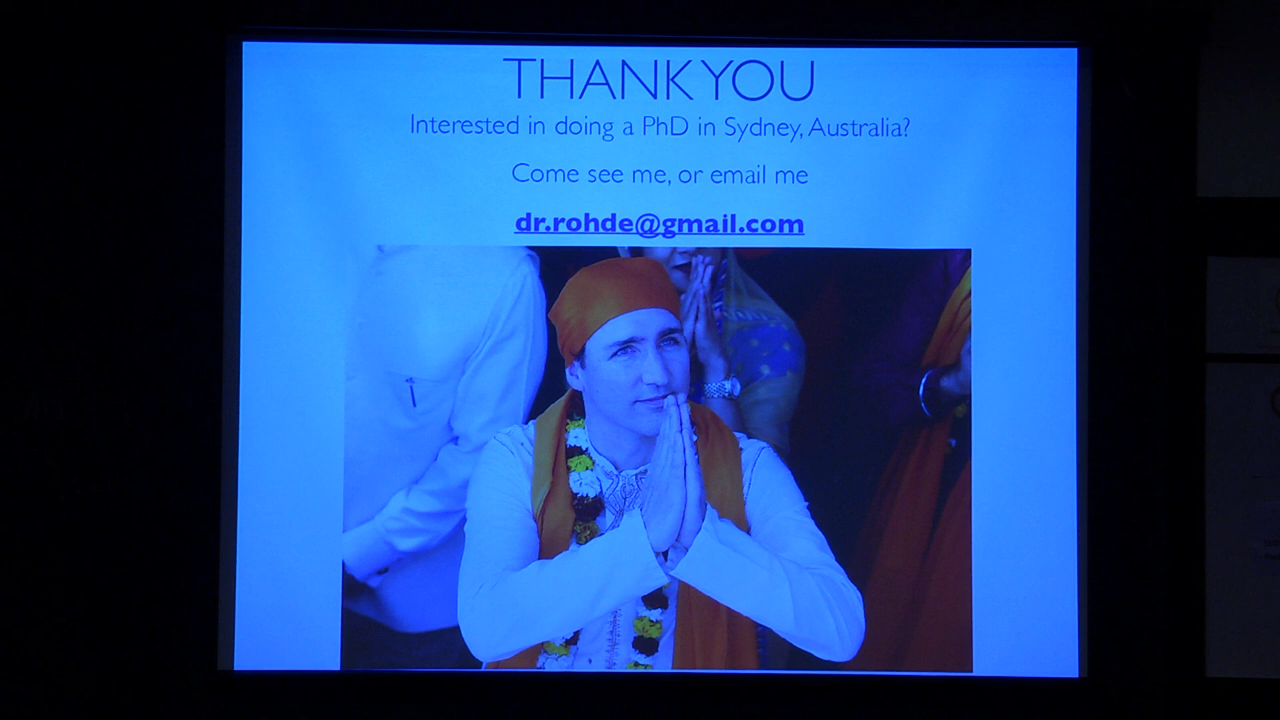 THANK YOU
Interested in doing a PhD in Sydney, Australia?
Come see me, or email me
dr.rohde@gmail.com